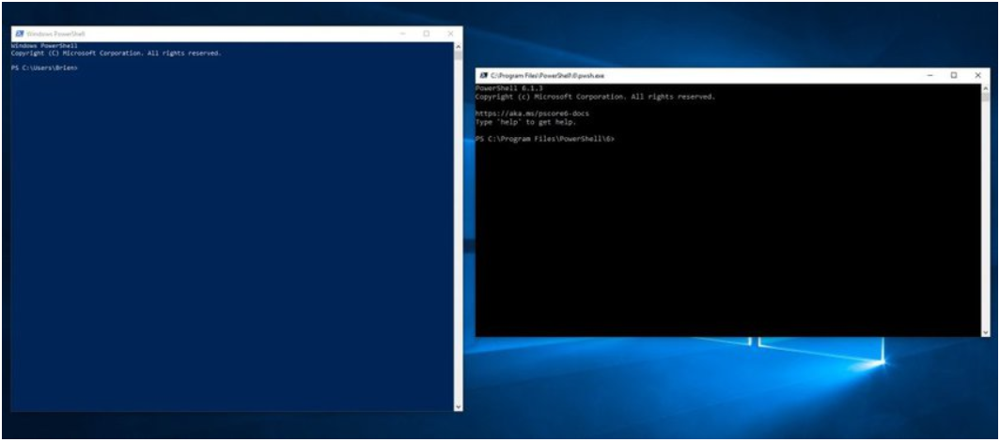 Windows PowerShell
Windows PowerShell
Copyright (C) Microsoft Corporation. All rights reserved.
PS C:\Users\Brien>
C:\Program Files\PowerShell\6\pwsh.exe
PowerShell 6.1.3
Copyright (c) Microsoft Corporation. All rights reserved.
https://aka.ms/pscore6-docs
Type 'help' to get help.
PS C:\Program Files\PowerShell\6>